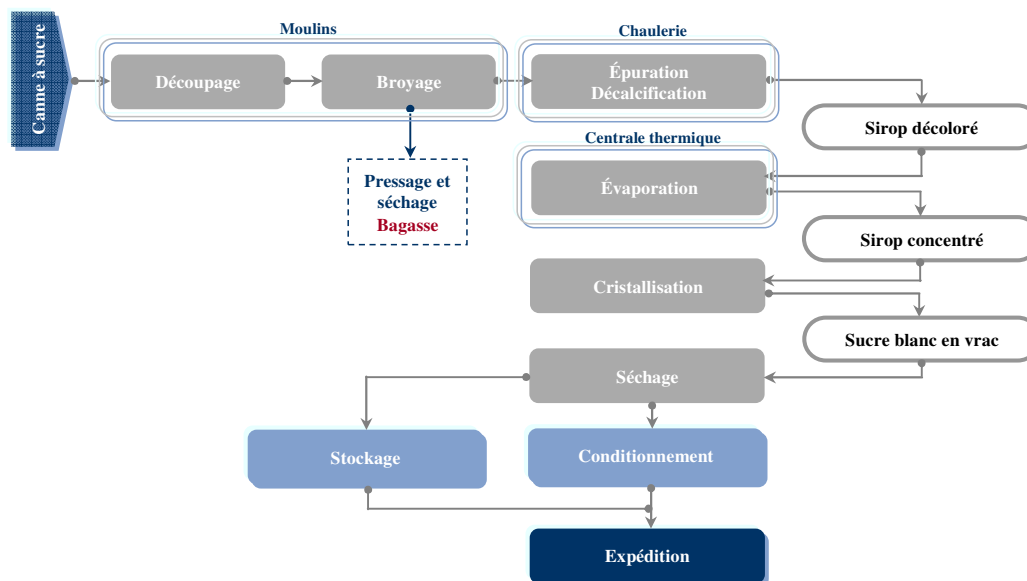 Canne à sucre
Moulins
Découpage
Broyage
Chaulerie
Épuration
Décalcification
Sirop décoloré
Pressage et
séchage
Bagasse
Centrale thermique
Évaporation
Sirop concentré
Cristallisation
Sucre blanc en vrac
Séchage
Stockage
Conditionnement
Expédition